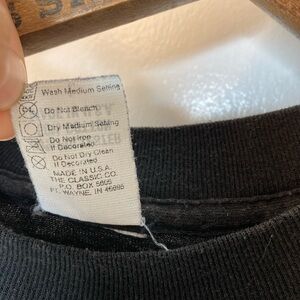 Wash Medium Setting
Do Not Bleach
Dry Medium Setting
Do Not Iron
If Decorated
Do Not Dry Clean
If Decorated
MADE IN U.S.A.
THE CLASSIC CO.
P.O. BOX 5605
FT. WAYNE, IN 46895